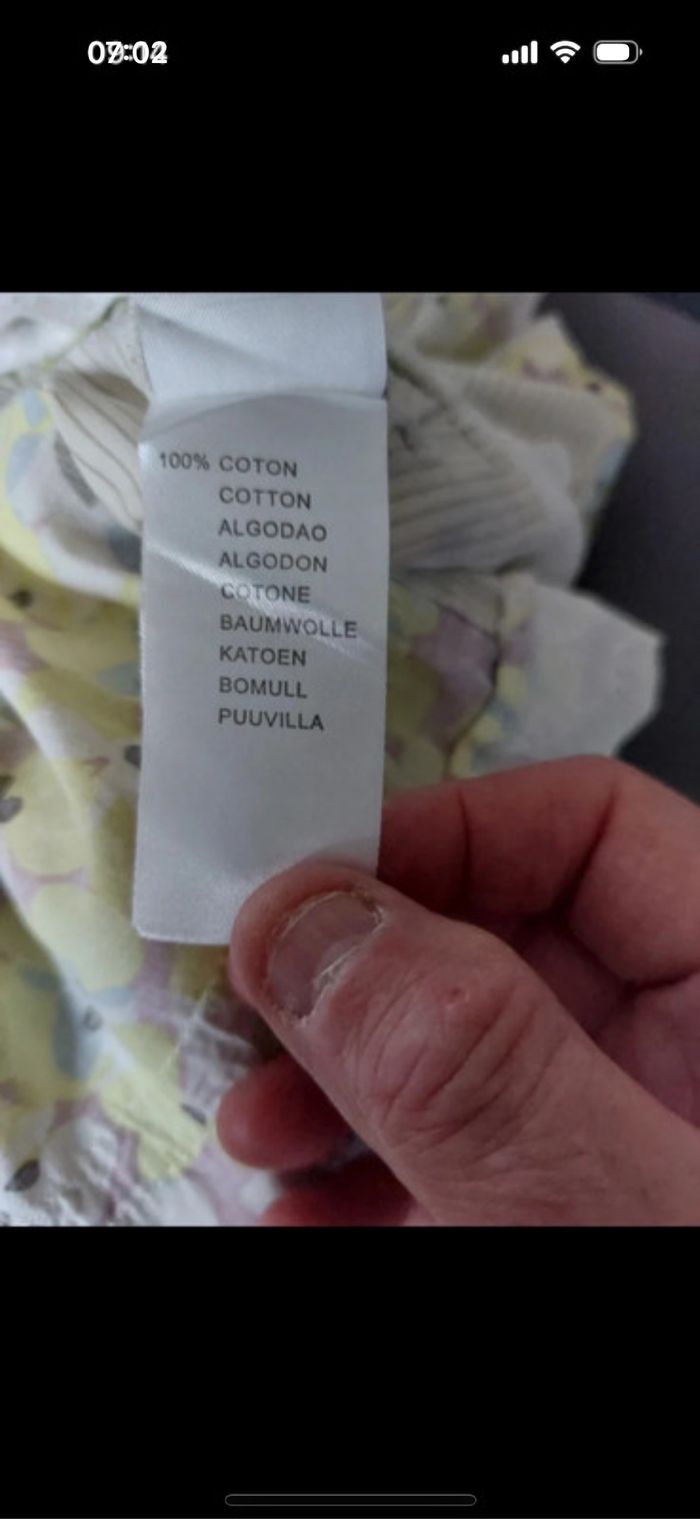 100% COTON
COTTON
ALGODAO
ALGODON
COTONE
BAUMWOLLE
KATOEN
BOMULL
PUUVILLA